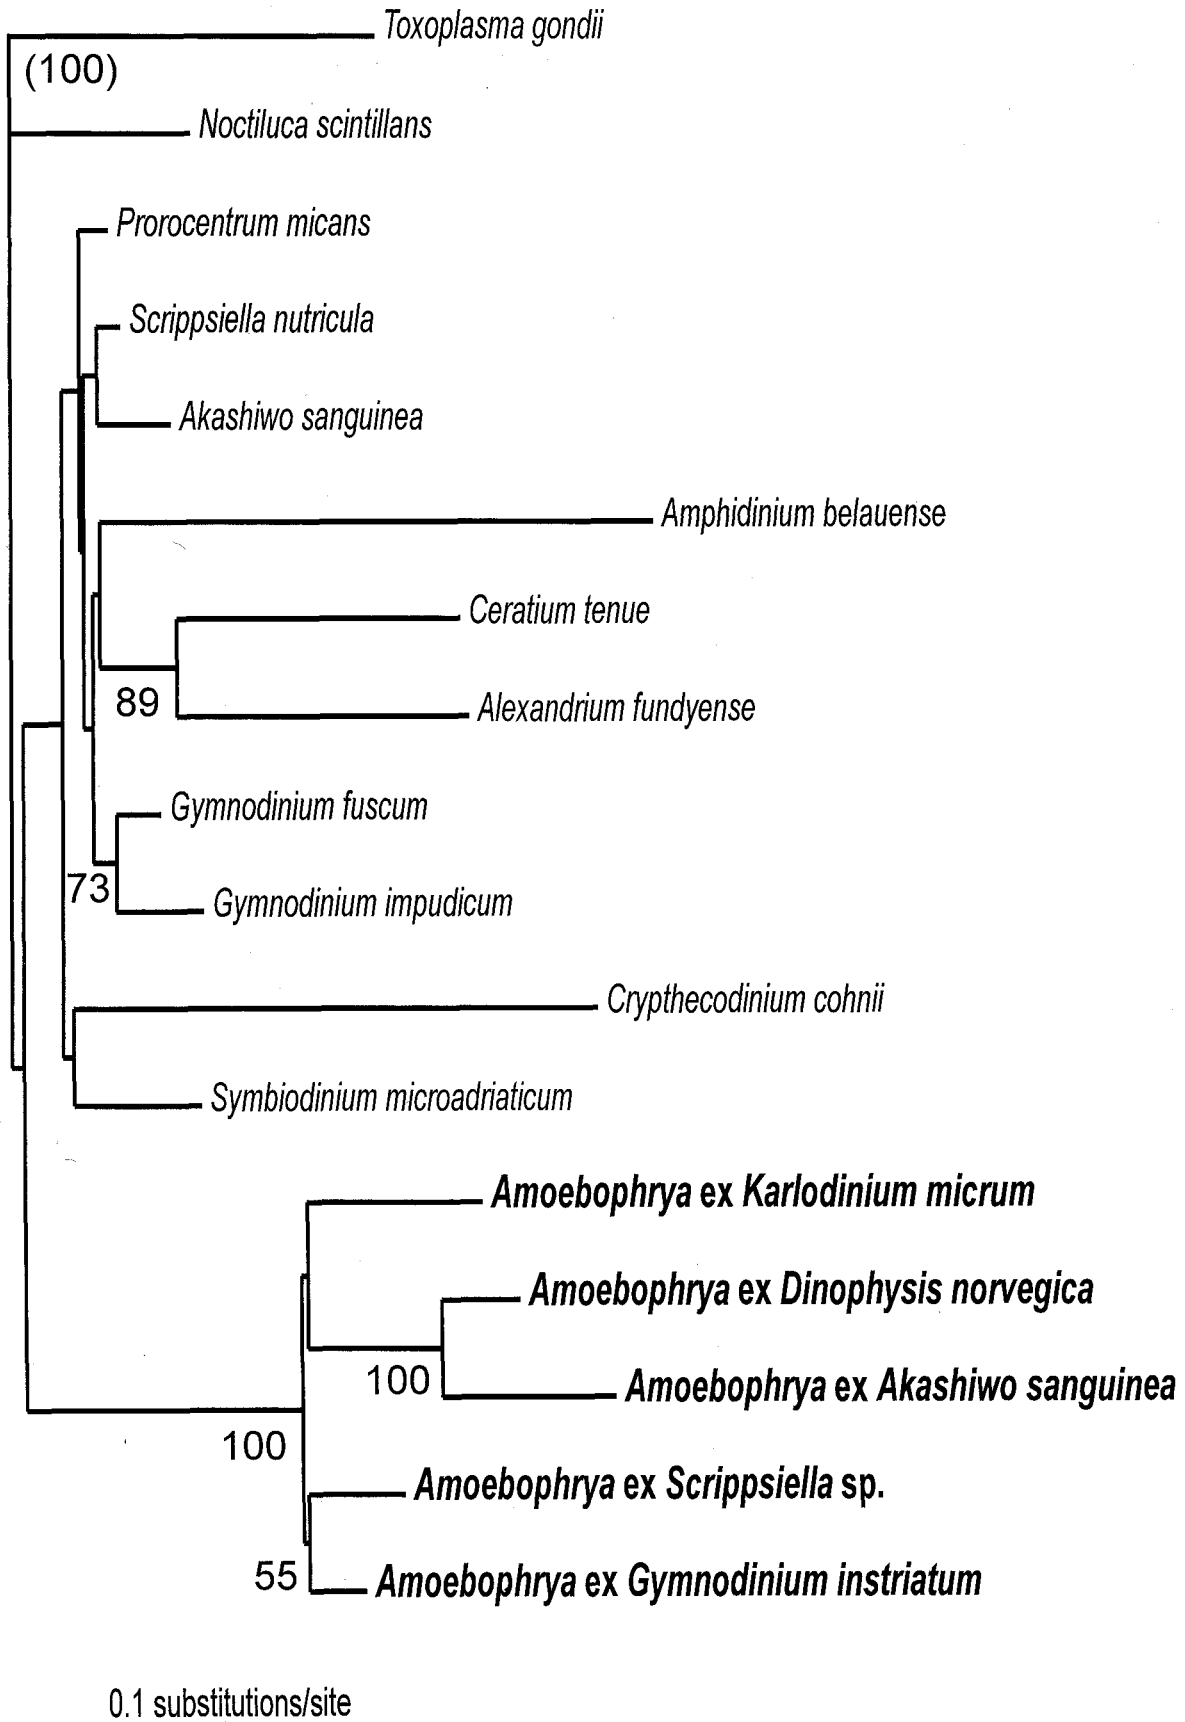 Toxoplasma gondii
(100)
Noctiluca scintillans
Prorocentrum micans
Scrippsiella nutricula
Akashiwo sanguinea
Amphidinium belauense
Ceratium tenue
89
Alexandrium fundyense
Gymnodinium fuscum
73
Gymnodinium impudicum
Crypthecodinium cohnii
Symbiodinium microadriaticum
Amoebophrya ex Karlodinium micrum
Amoebophrya ex Dinophysis norvegica
100
Amoebophrya ex Akashiwo sanguinea
100
Amoebophrya ex Scrippsiella sp.
55
Amoebophrya ex Gymnodinium instriatum
0.1 substitutions/site